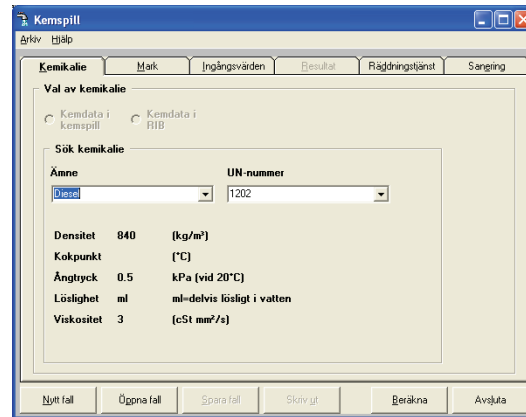 Kemspill
Arkiv Hjälp
Kemikalie Mark Ingångsvärden Resultat Räddningstjänst Sanering
Val av kemikalie
Kemdata i kemspill Kemdata i RIB
Sök kemikalie
Ämne UN-nummer
Diesel 1202
Densitet 840 (kg/m³)
Kokpunkt (°C)
Ångtryck 0.5 kPa (vid 20°C)
Löslighet ml ml=delvis lösligt i vatten
Viskositet 3 (cSt mm²/s)
Nytt fall Öppna fall Spara fall Skriv ut Beräkna Avsluta